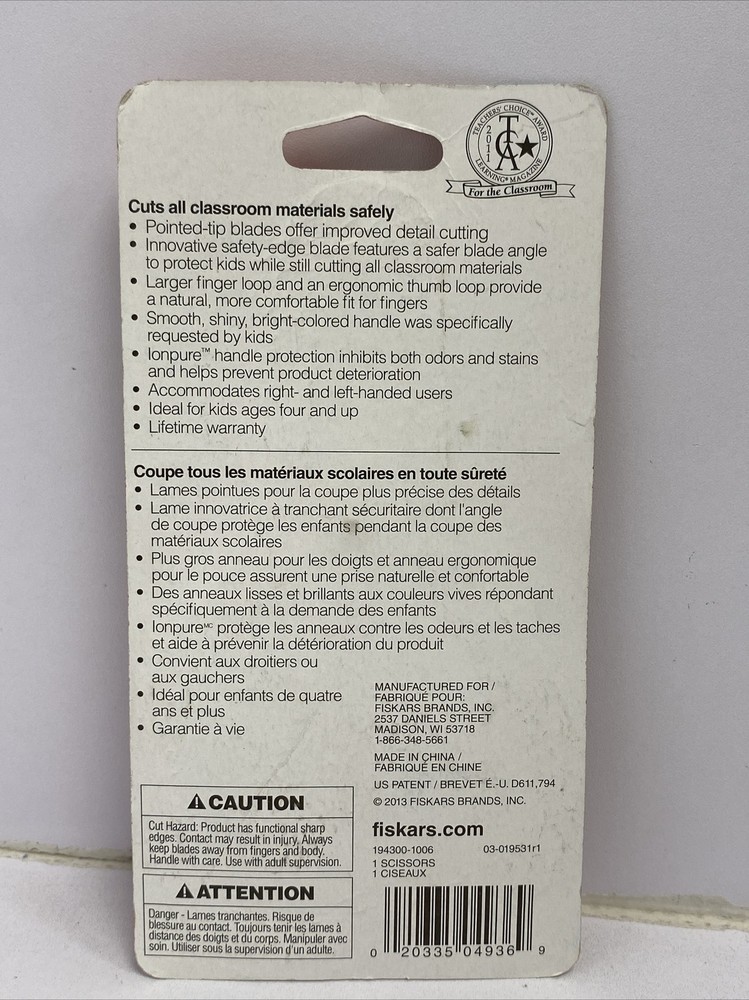 TEACHERS' CHOICE™ AWARD
2011
TCA
LEARNING® MAGAZINE
For the Classroom
Cuts all classroom materials safely
• Pointed-tip blades offer improved detail cutting
• Innovative safety-edge blade features a safer blade angle
to protect kids while still cutting all classroom materials
• Larger finger loop and an ergonomic thumb loop provide
a natural, more comfortable fit for fingers
• Smooth, shiny, bright-colored handle was specifically
requested by kids
• Ionpure™ handle protection inhibits both odors and stains
and helps prevent product deterioration
• Accommodates right- and left-handed users
• Ideal for kids ages four and up
• Lifetime warranty
Coupe tous les matériaux scolaires en toute sûreté
• Lames pointues pour la coupe plus précise des détails
• Lame innovatrice à tranchant sécuritaire dont l'angle
de coupe protège les enfants pendant la coupe des
matériaux scolaires
• Plus gros anneau pour les doigts et anneau ergonomique
pour le pouce assurent une prise naturelle et confortable
• Des anneaux lisses et brillants aux couleurs vives répondant
spécifiquement à la demande des enfants
• Ionpure MC protège les anneaux contre les odeurs et les taches
et aide à prévenir la détérioration du produit
• Convient aux droitiers ou
aux gauchers
• Idéal pour enfants de quatre
ans et plus
• Garantie à vie
MANUFACTURED FOR /
FABRIQUÉ POUR:
FISKARS BRANDS, INC.
2537 DANIELS STREET
MADISON, WI 53718
1-866-348-5661
MADE IN CHINA /
FABRIQUÉ EN CHINE
US PATENT / BREVET É.-U. D611,794
© 2013 FISKARS BRANDS, INC.
fiskars.com
194300-1006 03-019531r1
1 SCISSORS
1 CISEAUX
0 20335 04936 9
⚠ CAUTION
Cut Hazard: Product has functional sharp
edges. Contact may result in injury. Always
keep blades away from fingers and body.
Handle with care. Use with adult supervision.
⚠ ATTENTION
Danger - Lames tranchantes. Risque de
blessure au contact. Toujours tenir les lames à
distance des doigts et du corps. Manipuler avec
soin. Utiliser sous la supervision d'un adulte.